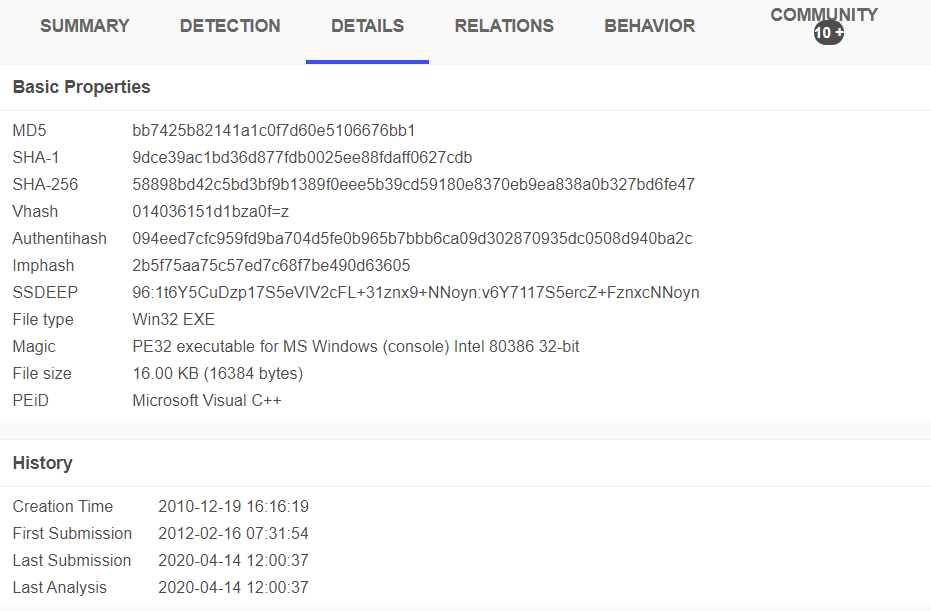 SUMMARY DETECTION DETAILS RELATIONS BEHAVIOR COMMUNITY
10 +
Basic Properties
MD5 bb7425b82141a1c0f7d60e5106676bb1
SHA-1 9dce39ac1bd36d877fdb0025ee88fdaff0627cdb
SHA-256 58898bd42c5bd3bf9b1389f0eee5b39cd59180e8370eb9ea838a0b327bd6fe47
Vhash 014036151d1bza0f=z
Authentihash 094eed7cfc959fd9ba704d5fe0b965b7bbb6ca09d302870935dc0508d940ba2c
Imphash 2b5f75aa75c57ed7c68f7be490d63605
SSDEEP 96:1t6Y5CuDzp17S5eVlV2cFL+31znx9+NNoyn:v6Y7117S5ercZ+FznxcNNoyn
File type Win32 EXE
Magic PE32 executable for MS Windows (console) Intel 80386 32-bit
File size 16.00 KB (16384 bytes)
PEiD Microsoft Visual C++
History
Creation Time 2010-12-19 16:16:19
First Submission 2012-02-16 07:31:54
Last Submission 2020-04-14 12:00:37
Last Analysis 2020-04-14 12:00:37